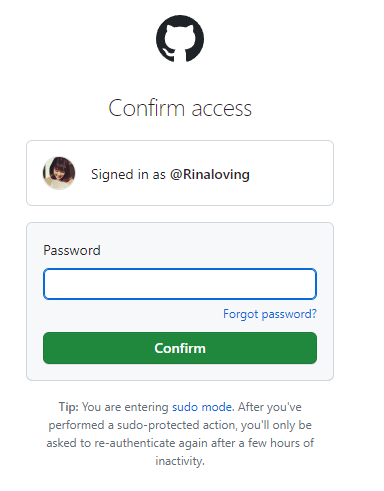 Confirm access
Signed in as @Rinaloving
Password
Forgot password?
Confirm
Tip: You are entering sudo mode. After you've
performed a sudo-protected action, you'll only be
asked to re-authenticate again after a few hours of
inactivity.